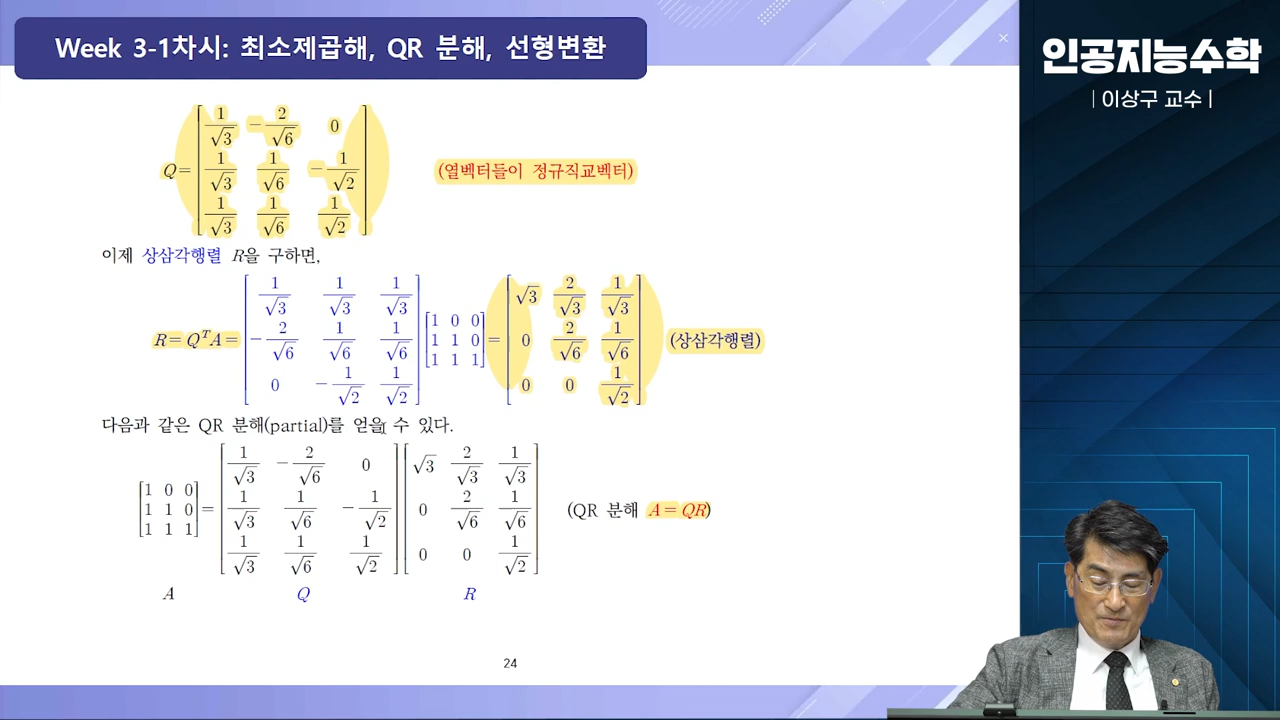 Week 3-1차시: 최소제곱해, QR 분해, 선형변환
인공지능수학
| 이상구 교수 |
Q = [1/√3 −2/√6 0; 1/√3 1/√6 −1/√2; 1/√3 1/√6 1/√2] (열벡터들이 정규직교벡터)
이제 상삼각행렬 R을 구하면,
R = QᵀA = [1/√3 1/√3 1/√3; −2/√6 1/√6 1/√6; 0 −1/√2 1/√2] [1 0 0; 1 1 0; 1 1 1] = [√3 2/√3 1/√3; 0 2/√6 1/√6; 0 0 1/√2] (상삼각행렬)
다음과 같은 QR 분해(partial)를 얻을 수 있다.
[1 0 0; 1 1 0; 1 1 1] = [1/√3 −2/√6 0; 1/√3 1/√6 −1/√2; 1/√3 1/√6 1/√2] [√3 2/√3 1/√3; 0 2/√6 1/√6; 0 0 1/√2] (QR 분해 A = QR)
A Q R
24